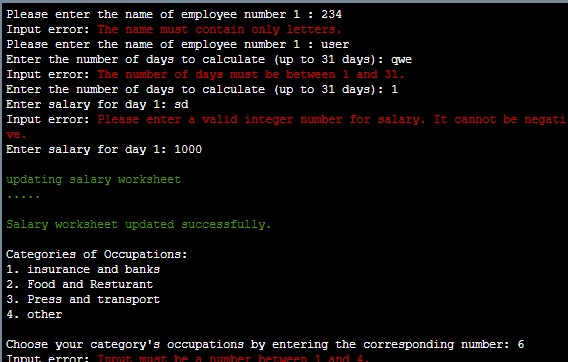 Please enter the name of employee number 1 : 234
Input error: The name must contain only letters.
Please enter the name of employee number 1 : user
Enter the number of days to calculate (up to 31 days): qwe
Input error: The number of days must be between 1 and 31.
Enter the number of days to calculate (up to 31 days): 1
Enter salary for day 1: sd
Input error: Please enter a valid integer number for salary. It cannot be negati
ve.
Enter salary for day 1: 1000
updating salary worksheet
.....
Salary worksheet updated successfully.
Categories of Occupations:
1. insurance and banks
2. Food and Resturant
3. Press and transport
4. other
Choose your category's occupations by entering the corresponding number: 6
Input error: Input must be a number between 1 and 4.